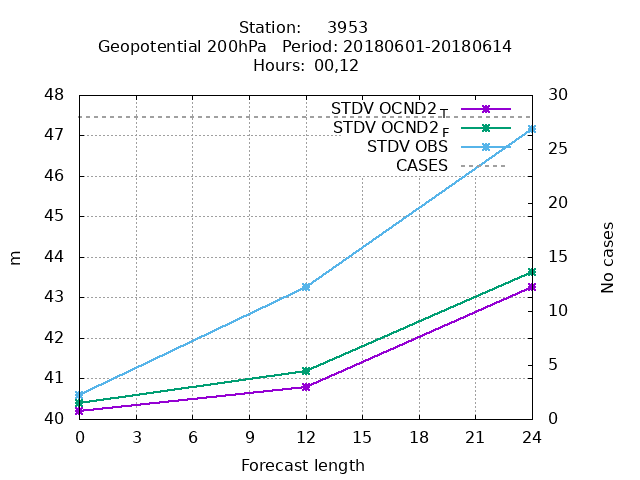 Station: 3953
Geopotential 200hPa Period: 20180601-20180614
Hours: 00,12
48
47
46
45
44
43
42
41
40
m
30
25
20
15
10
5
0
No cases
STDV OCND2 T
STDV OCND2 F
STDV OBS
CASES
0 3 6 9 12 15 18 21 24
Forecast length